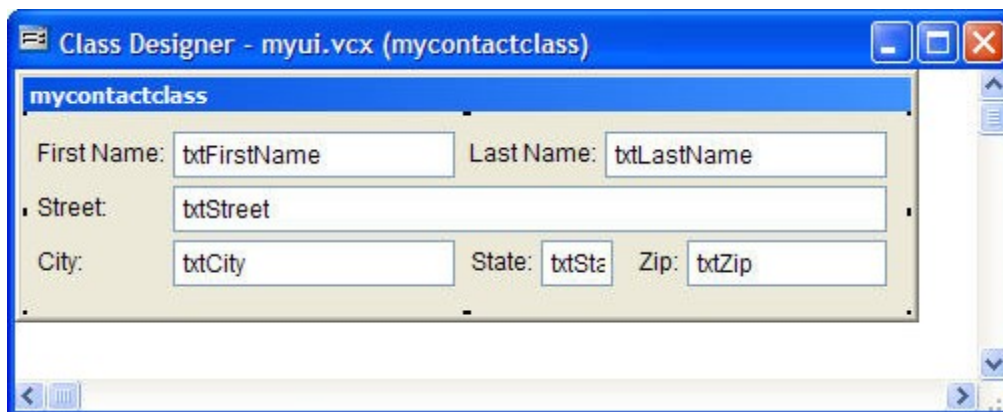 Class Designer - myui.vcx (mycontactclass)
mycontactclass
First Name: txtFirstName Last Name: txtLastName
Street: txtStreet
City: txtCity State: txtSta Zip: txtZip